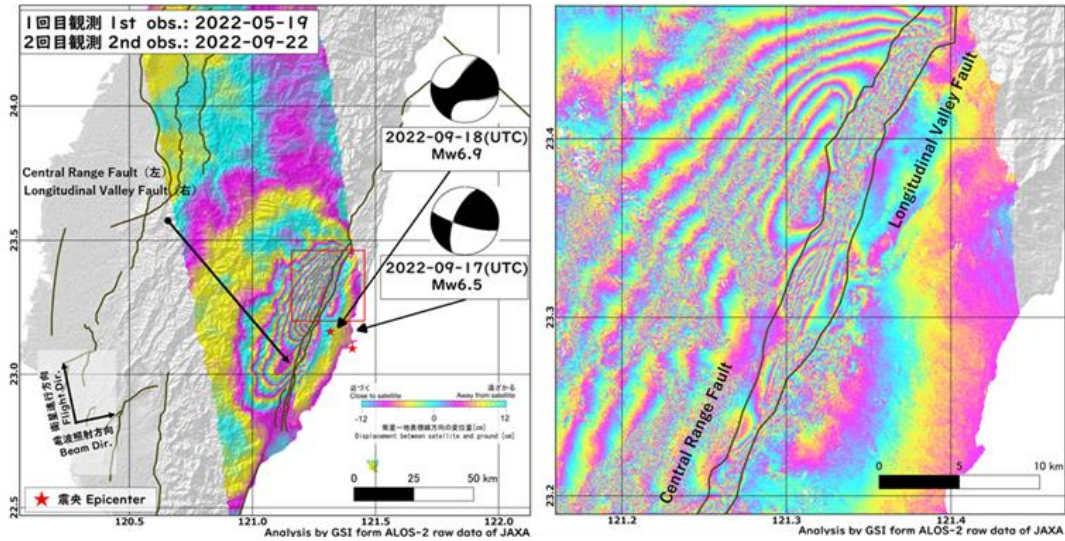 1回目観測 1st obs.: 2022-05-19
2回目観測 2nd obs.: 2022-09-22
24.0
23.5
23.0
22.5
120.5
121.0
121.5
122.0
2022-09-18(UTC)
Mw6.9
2022-09-17(UTC)
Mw6.5
Central Range Fault（左）
Longitudinal Valley Fault（右）
衛星進行方向
Flight Dir.
電波照射方向
Beam Dir.
近づく
Close to satellite
遠ざかる
Away from satellite
-12
0
12
衛星－地表視線方向の変位量[cm]
Displacement between satellite and ground [cm]
0
25
50 km
震央 Epicenter
Analysis by GSI form ALOS-2 raw data of JAXA
23.4
23.3
23.2
121.2
121.3
121.4
Longitudinal Valley Fault
Central Range Fault
0
5
10 km
Analysis by GSI form ALOS-2 raw data of JAXA